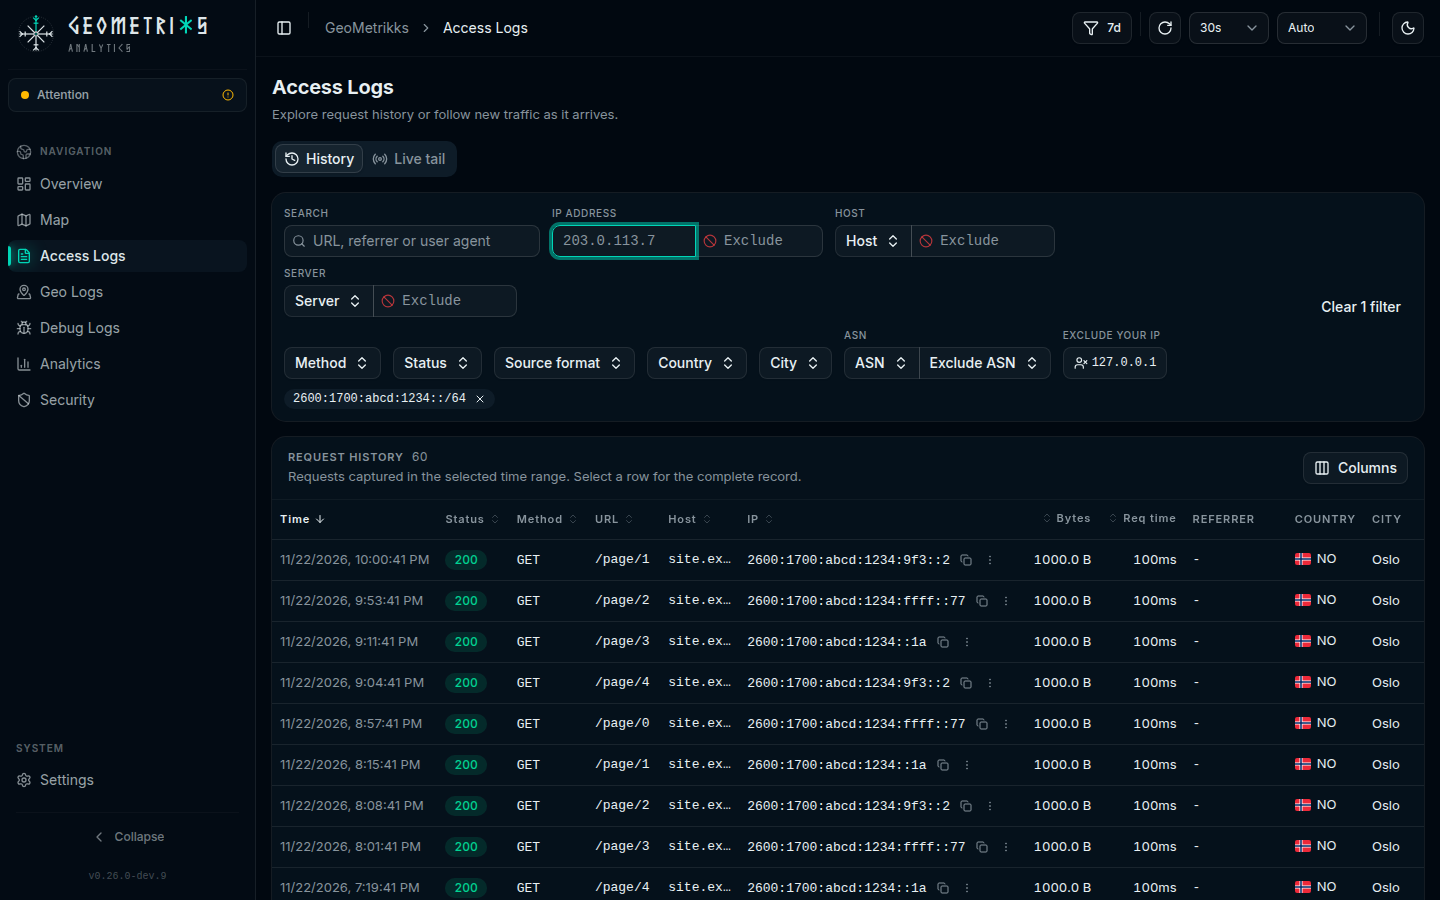 GEOMETRIKS
ANALYTICS
Attention
NAVIGATION
Overview
Map
Access Logs
Geo Logs
Debug Logs
Analytics
Security
SYSTEM
Settings
Collapse
v0.26.0-dev.9
GeoMetrikks > Access Logs
7d
30s
Auto
Access Logs
Explore request history or follow new traffic as it arrives.
History
Live tail
SEARCH
URL, referrer or user agent
IP ADDRESS
203.0.113.7
Exclude
HOST
Host
Exclude
SERVER
Server
Exclude
Clear 1 filter
Method
Status
Source format
Country
City
ASN
ASN
Exclude ASN
EXCLUDE YOUR IP
127.0.0.1
2600:1700:abcd:1234::/64
REQUEST HISTORY 60
Requests captured in the selected time range. Select a row for the complete record.
Columns
Time Status Method URL Host IP Bytes Req time REFERRER COUNTRY CITY
11/22/2026, 10:00:41 PM 200 GET /page/1 site.ex… 2600:1700:abcd:1234:9f3::2 1000.0 B 100ms - NO Oslo
11/22/2026, 9:53:41 PM 200 GET /page/2 site.ex… 2600:1700:abcd:1234:ffff::77 1000.0 B 100ms - NO Oslo
11/22/2026, 9:11:41 PM 200 GET /page/3 site.ex… 2600:1700:abcd:1234::1a 1000.0 B 100ms - NO Oslo
11/22/2026, 9:04:41 PM 200 GET /page/4 site.ex… 2600:1700:abcd:1234:9f3::2 1000.0 B 100ms - NO Oslo
11/22/2026, 8:57:41 PM 200 GET /page/0 site.ex… 2600:1700:abcd:1234:ffff::77 1000.0 B 100ms - NO Oslo
11/22/2026, 8:15:41 PM 200 GET /page/1 site.ex… 2600:1700:abcd:1234::1a 1000.0 B 100ms - NO Oslo
11/22/2026, 8:08:41 PM 200 GET /page/2 site.ex… 2600:1700:abcd:1234:9f3::2 1000.0 B 100ms - NO Oslo
11/22/2026, 8:01:41 PM 200 GET /page/3 site.ex… 2600:1700:abcd:1234:ffff::77 1000.0 B 100ms - NO Oslo
11/22/2026, 7:19:41 PM 200 GET /page/4 site.ex… 2600:1700:abcd:1234::1a 1000.0 B 100ms - NO Oslo